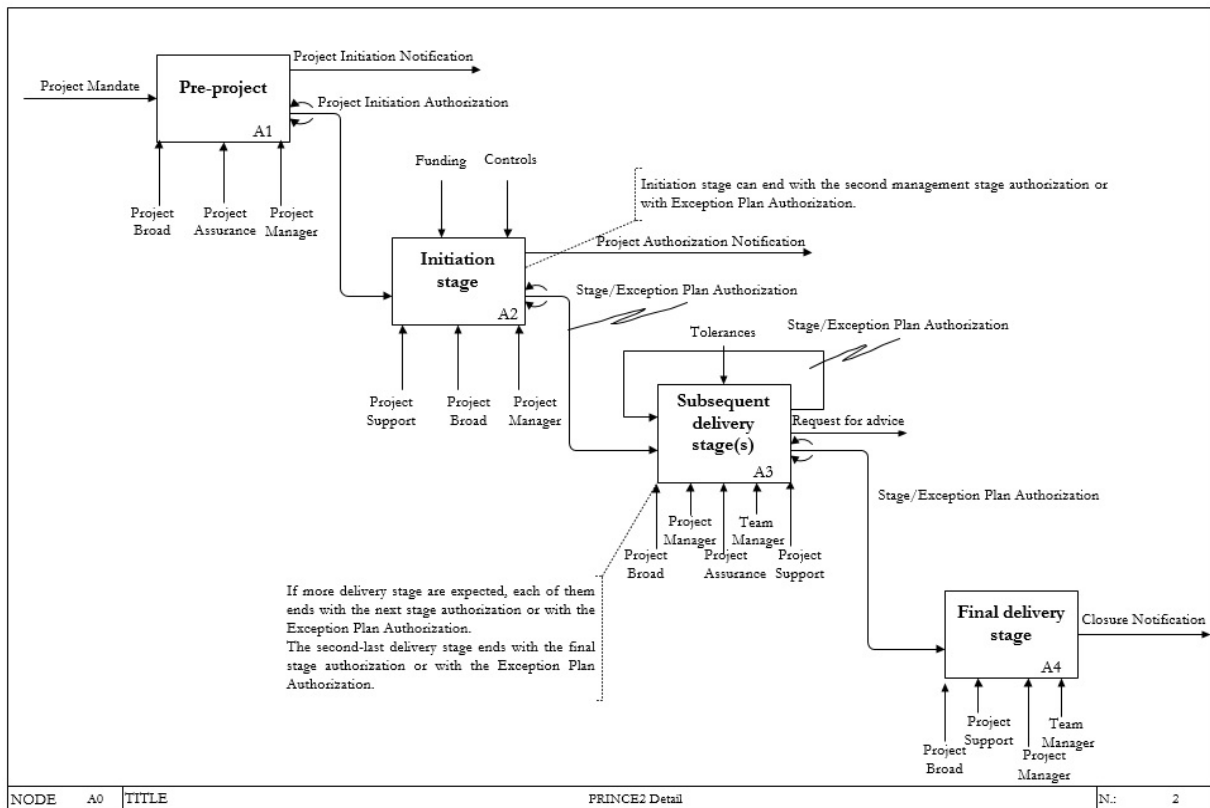 Project Initiation Notification
Project Mandate
Pre-project
Project Initiation Authorization
A1
Project
Broad
Project
Assurance
Project
Manager
Funding
Controls
Initiation stage can end with the second management stage authorization or
with Exception Plan Authorization.
Project Authorization Notification
Initiation
stage
A2
Stage/Exception Plan Authorization
Project
Support
Project
Broad
Project
Manager
Tolerances
Stage/Exception Plan Authorization
Subsequent
delivery
stage(s)
A3
Request for advice
Stage/Exception Plan Authorization
Project
Broad
Project
Manager
Project
Assurance
Team
Manager
Project
Support
If more delivery stage are expected, each of them
ends with the next stage authorization or with the
Exception Plan Authorization.
The second-last delivery stage ends with the final
stage authorization or with the Exception Plan
Authorization.
Final delivery
stage
A4
Closure Notification
Project
Broad
Project
Support
Project
Manager
Team
Manager
NODE A0 TITLE PRINCE2 Detail N.: 2